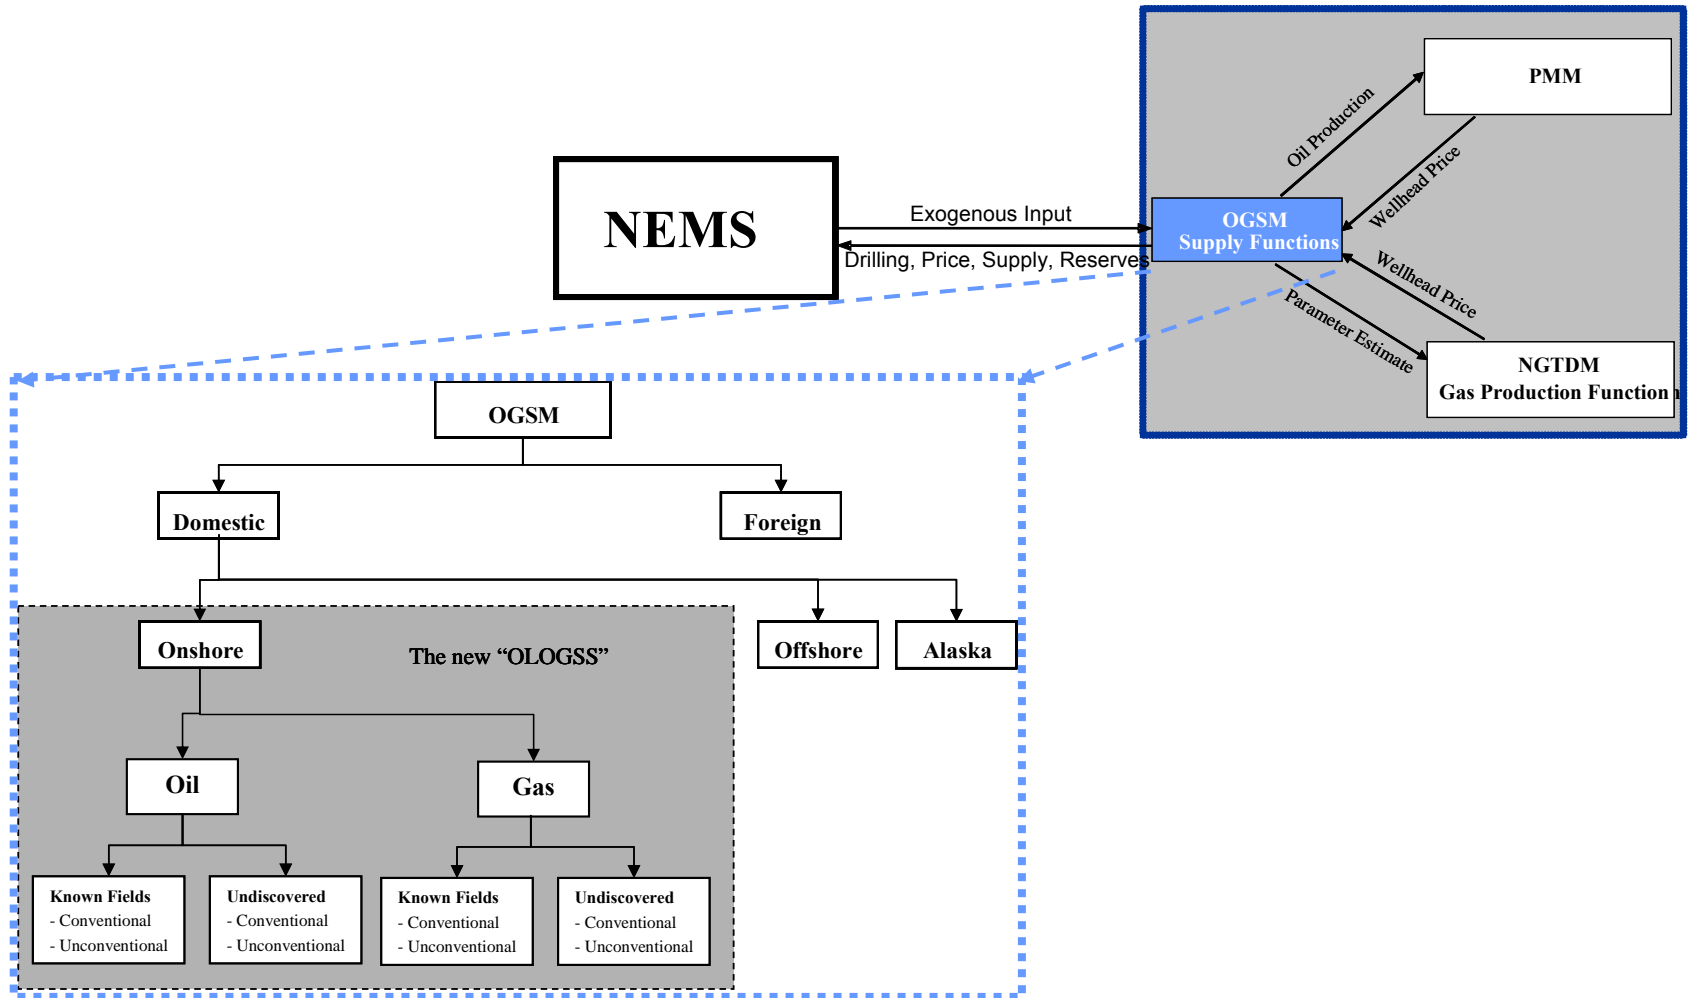 PMM
Oil Production
Wellhead Price
NEMS
Exogenous Input
OGSM
Supply Functions
Drilling, Price, Supply, Reserves
Wellhead Price
Parameter Estimate
NGTDM
Gas Production Function
OGSM
Domestic
Foreign
Onshore
The new “OLOGSS”
Offshore
Alaska
Oil
Gas
Known Fields
- Conventional
- Unconventional
Undiscovered
- Conventional
- Unconventional
Known Fields
- Conventional
- Unconventional
Undiscovered
- Conventional
- Unconventional